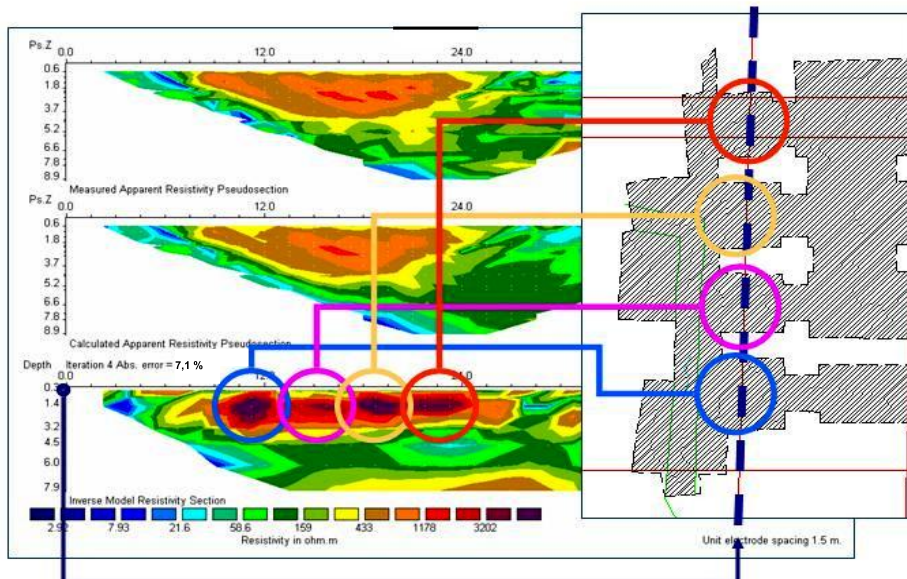 Ps.Z 0.0 12.0 24.0
0.6
1.8
3.7
5.2
6.6
7.8
8.9
Measured Apparent Resistivity Pseudosection
Ps.Z 0.0 12.0 24.0
0.6
1.8
3.7
5.2
6.6
7.8
8.9
Calculated Apparent Resistivity Pseudosection
Depth Iteration 4 Abs. error = 7,1 %
0.3 12.0 24.0
1.4
3.2
4.5
6.0
7.9
Inverse Model Resistivity Section
2.92 7.93 21.6 58.6 159 433 1178 3202
Resistivity in ohm.m
Unit electrode spacing 1.5 m.